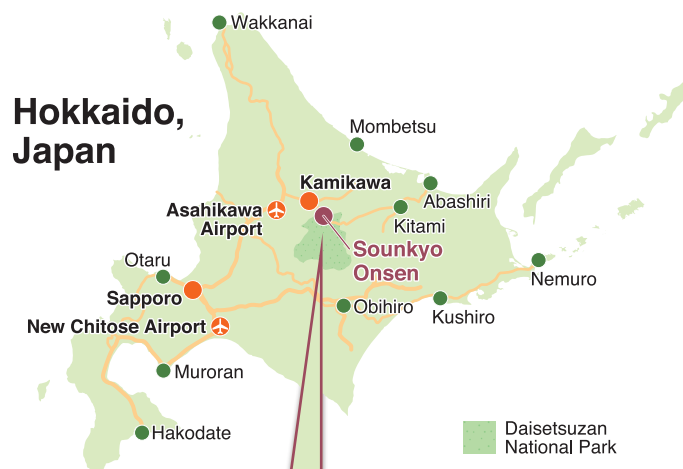 Wakkanai
Hokkaido,
Japan
Mombetsu
Kamikawa
Abashiri
Asahikawa
Airport
Kitami
Sounkyo
Onsen
Otaru
Nemuro
Sapporo
Obihiro
Kushiro
New Chitose Airport
Muroran
Hakodate
Daisetsuzan
National Park